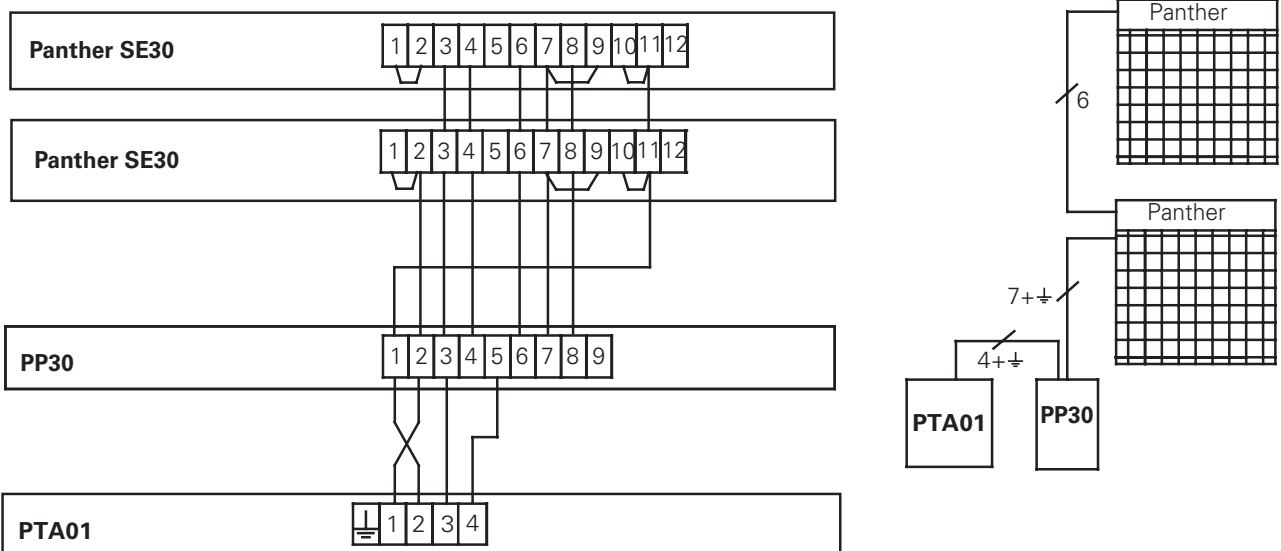 Panther SE30
1 2 3 4 5 6 7 8 9 10 11 12
Panther SE30
1 2 3 4 5 6 7 8 9 10 11 12
PP30
1 2 3 4 5 6 7 8 9
PTA01
1 2 3 4
Panther
6
Panther
7+⏚
4+⏚
PTA01
PP30